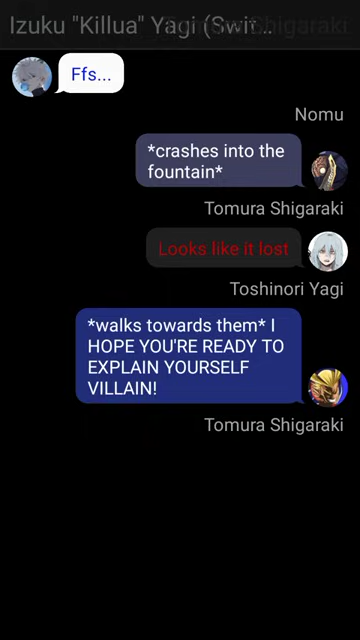 Izuku "Killua" Yagi (Swit...
Ffs...
Nomu
*crashes into the
fountain*
Tomura Shigaraki
Looks like it lost
Toshinori Yagi
*walks towards them* I
HOPE YOU'RE READY TO
EXPLAIN YOURSELF
VILLAIN!
Tomura Shigaraki